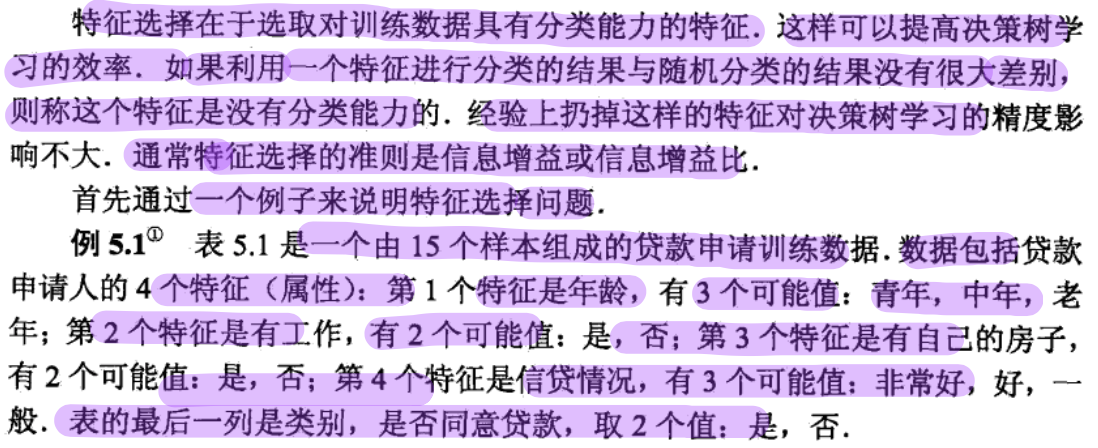 特征选择在于选取对训练数据具有分类能力的特征．这样可以提高决策树学
习的效率．如果利用一个特征进行分类的结果与随机分类的结果没有很大差别，
则称这个特征是没有分类能力的．经验上扔掉这样的特征对决策树学习的精度影
响不大．通常特征选择的准则是信息增益或信息增益比．
首先通过一个例子来说明特征选择问题．
例 5.1① 表 5.1 是一个由 15 个样本组成的贷款申请训练数据．数据包括贷款
申请人的 4 个特征（属性）：第 1 个特征是年龄，有 3 个可能值：青年，中年，老
年；第 2 个特征是有工作，有 2 个可能值：是，否；第 3 个特征是有自己的房子，
有 2 个可能值：是，否；第 4 个特征是信贷情况，有 3 个可能值：非常好，好，一
般．表的最后一列是类别，是否同意贷款，取 2 个值：是，否．